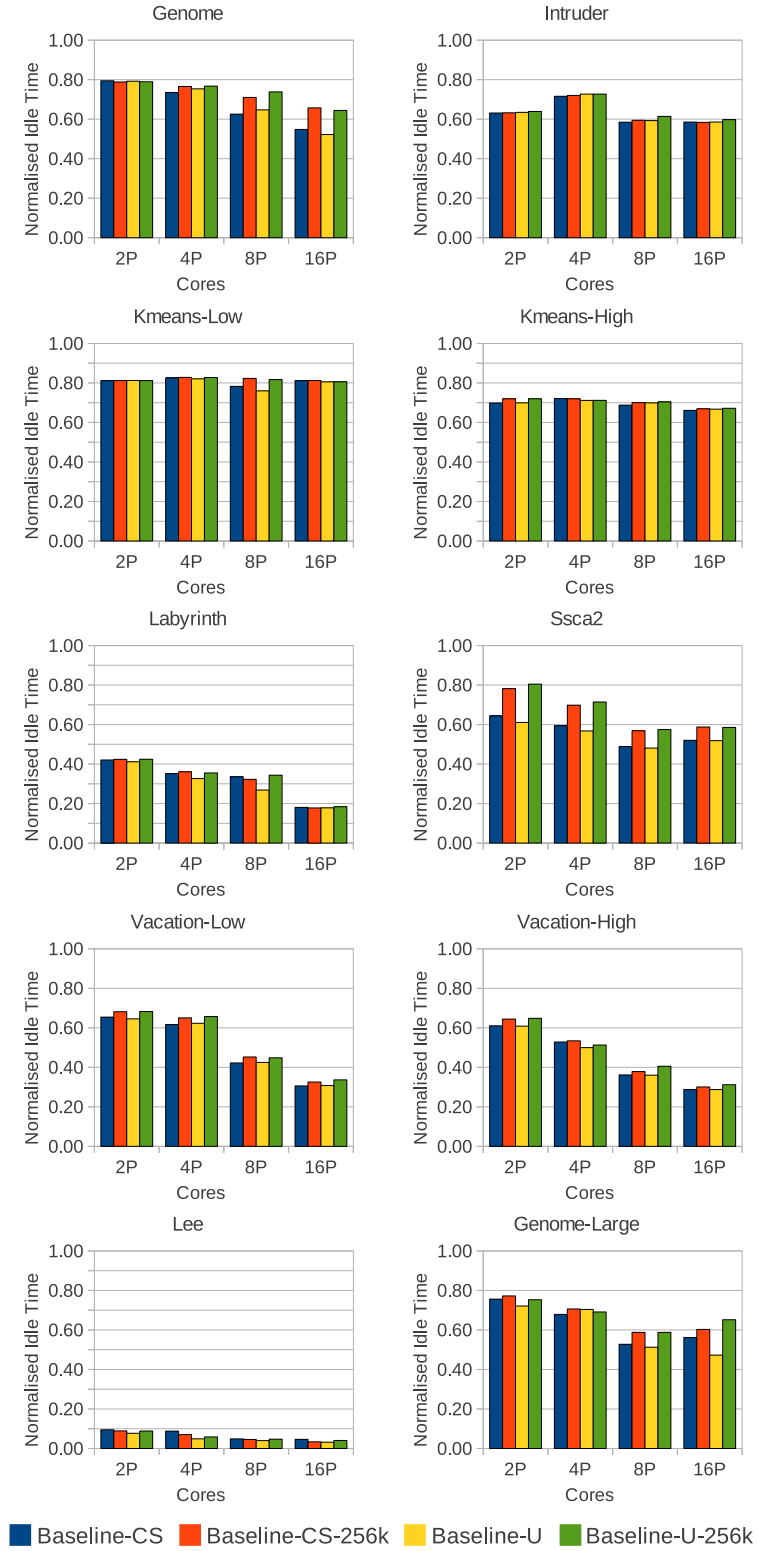 Genome
Intruder
Normalised Idle Time
1.00
0.80
0.60
0.40
0.20
0.00
2P 4P 8P 16P
Cores
Normalised Idle Time
1.00
0.80
0.60
0.40
0.20
0.00
2P 4P 8P 16P
Cores
Kmeans-Low
Kmeans-High
Normalised Idle Time
1.00
0.80
0.60
0.40
0.20
0.00
2P 4P 8P 16P
Cores
Normalised Idle Time
1.00
0.80
0.60
0.40
0.20
0.00
2P 4P 8P 16P
Cores
Labyrinth
Ssca2
Normalised Idle Time
1.00
0.80
0.60
0.40
0.20
0.00
2P 4P 8P 16P
Cores
Normalised Idle Time
1.00
0.80
0.60
0.40
0.20
0.00
2P 4P 8P 16P
Cores
Vacation-Low
Vacation-High
Normalised Idle Time
1.00
0.80
0.60
0.40
0.20
0.00
2P 4P 8P 16P
Cores
Normalised Idle Time
1.00
0.80
0.60
0.40
0.20
0.00
2P 4P 8P 16P
Cores
Lee
Genome-Large
Normalised Idle Time
1.00
0.80
0.60
0.40
0.20
0.00
2P 4P 8P 16P
Cores
Normalised Idle Time
1.00
0.80
0.60
0.40
0.20
0.00
2P 4P 8P 16P
Cores
Baseline-CS Baseline-CS-256k Baseline-U Baseline-U-256k